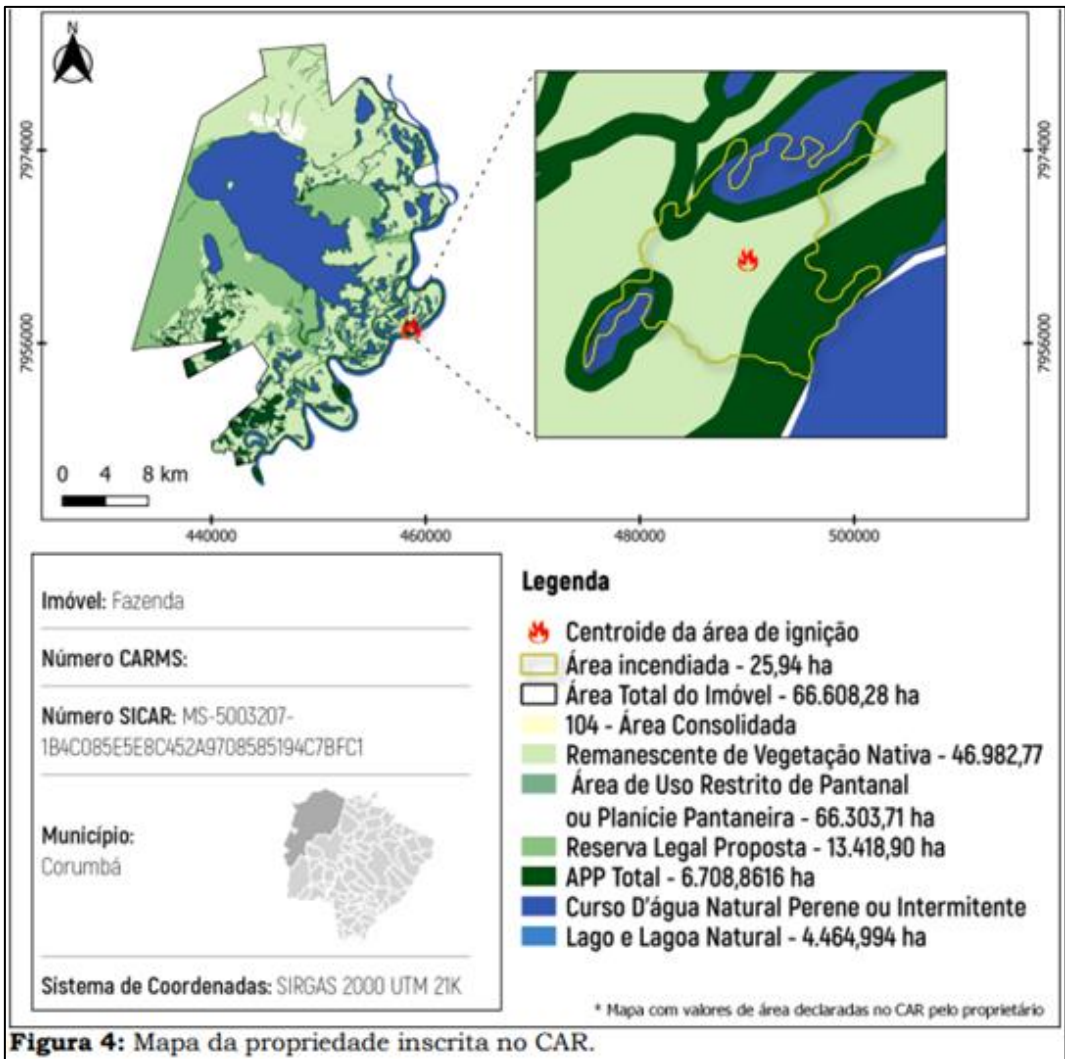 N
7974000
7956000
7974000
7956000
0 4 8 km
440000
460000
480000
500000
Imóvel: Fazenda
Número CARMS:
Número SICAR: MS-5003207-
1B4C085E5E8C452A9708585194C7BFC1
Município:
Corumbá
Sistema de Coordenadas: SIRGAS 2000 UTM 21K
Legenda
Centroide da área de ignição
Área incendiada - 25,94 ha
Área Total do Imóvel - 66.608,28 ha
104 - Área Consolidada
Remanescente de Vegetação Nativa - 46.982,77
Área de Uso Restrito de Pantanal
ou Planície Pantaneira - 66.303,71 ha
Reserva Legal Proposta - 13.418,90 ha
APP Total - 6.708,8616 ha
Curso D'água Natural Perene ou Intermitente
Lago e Lagoa Natural - 4.464,994 ha
* Mapa com valores de área declaradas no CAR pelo proprietário
Figura 4: Mapa da propriedade inscrita no CAR.